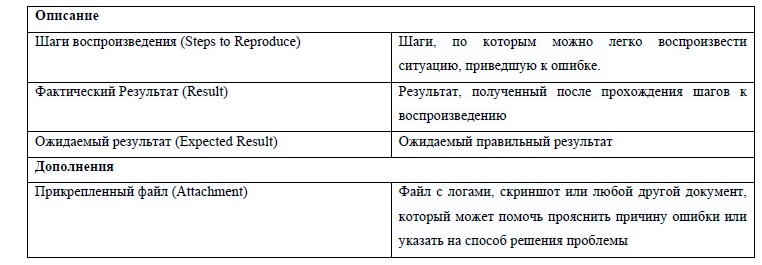 Описание
Шаги воспроизведения (Steps to Reproduce)
Шаги, по которым можно легко воспроизвести
ситуацию, приведшую к ошибке.
Фактический Результат (Result)
Результат, полученный после прохождения шагов к
воспроизведению
Ожидаемый результат (Expected Result)
Ожидаемый правильный результат
Дополнения
Прикрепленный файл (Attachment)
Файл с логами, скриншот или любой другой документ,
который может помочь прояснить причину ошибки или
указать на способ решения проблемы